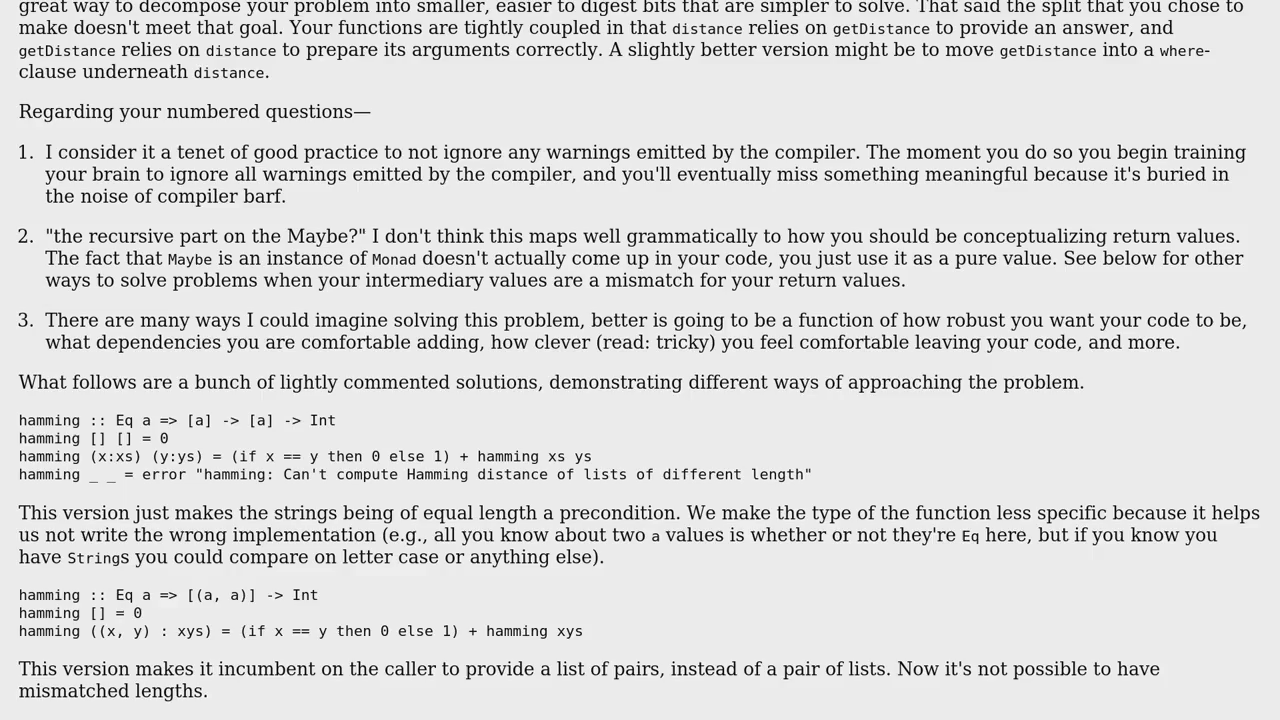 great way to decompose your problem into smaller, easier to digest bits that are simpler to solve. That said the split that you chose to
make doesn't meet that goal. Your functions are tightly coupled in that distance relies on getDistance to provide an answer, and
getDistance relies on distance to prepare its arguments correctly. A slightly better version might be to move getDistance into a where-
clause underneath distance.
Regarding your numbered questions—
1. I consider it a tenet of good practice to not ignore any warnings emitted by the compiler. The moment you do so you begin training
your brain to ignore all warnings emitted by the compiler, and you'll eventually miss something meaningful because it's buried in
the noise of compiler barf.
2. "the recursive part on the Maybe?" I don't think this maps well grammatically to how you should be conceptualizing return values.
The fact that Maybe is an instance of Monad doesn't actually come up in your code, you just use it as a pure value. See below for other
ways to solve problems when your intermediary values are a mismatch for your return values.
3. There are many ways I could imagine solving this problem, better is going to be a function of how robust you want your code to be,
what dependencies you are comfortable adding, how clever (read: tricky) you feel comfortable leaving your code, and more.
What follows are a bunch of lightly commented solutions, demonstrating different ways of approaching the problem.
hamming :: Eq a => [a] -> [a] -> Int
hamming [] [] = 0
hamming (x:xs) (y:ys) = (if x == y then 0 else 1) + hamming xs ys
hamming _ _ = error "hamming: Can't compute Hamming distance of lists of different length"
This version just makes the strings being of equal length a precondition. We make the type of the function less specific because it helps
us not write the wrong implementation (e.g., all you know about two a values is whether or not they're Eq here, but if you know you
have Strings you could compare on letter case or anything else).
hamming :: Eq a => [(a, a)] -> Int
hamming [] = 0
hamming ((x, y) : xys) = (if x == y then 0 else 1) + hamming xys
This version makes it incumbent on the caller to provide a list of pairs, instead of a pair of lists. Now it's not possible to have
mismatched lengths.